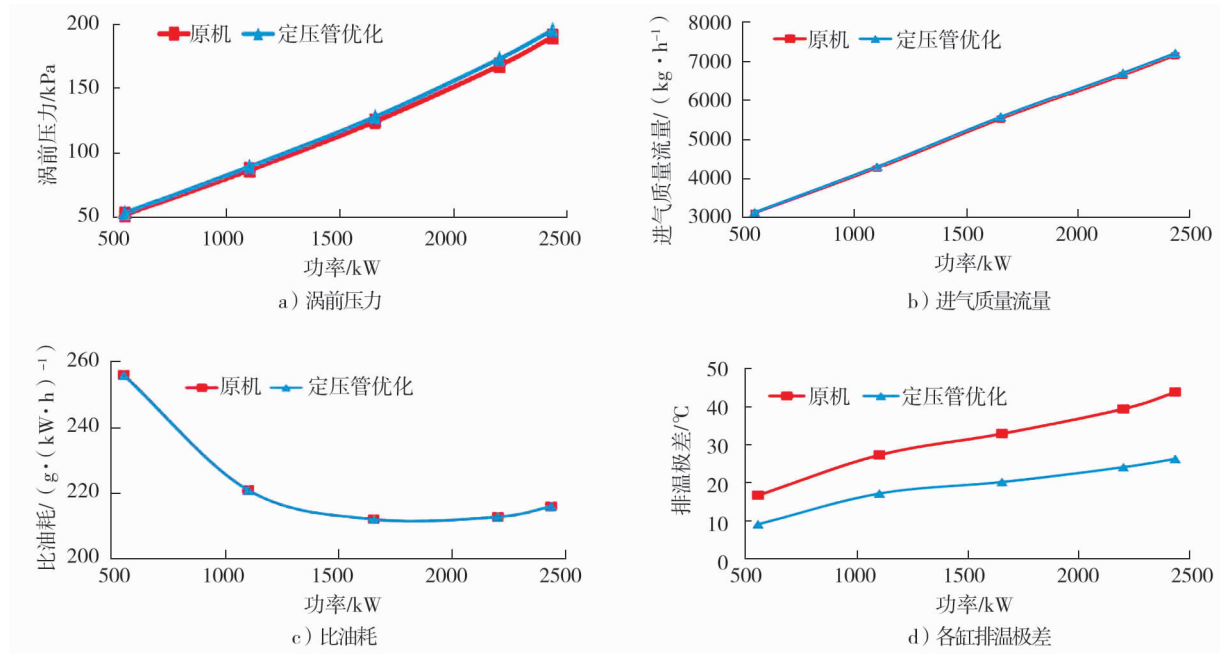 200
150
100
50
涡前压力/kPa
原机
定压管优化
500 1000 1500 2000 2500
功率/kW
a）涡前压力
8000
7000
6000
5000
4000
3000
进气质量流量/（kg·h⁻¹）
原机
定压管优化
500 1000 1500 2000 2500
功率/kW
b）进气质量流量
260
240
220
200
比油耗/（g·（kW·h）⁻¹）
原机
定压管优化
500 1000 1500 2000 2500
功率/kW
c）比油耗
50
40
30
20
10
0
排温极差/℃
原机
定压管优化
500 1000 1500 2000 2500
功率/kW
d）各缸排温极差